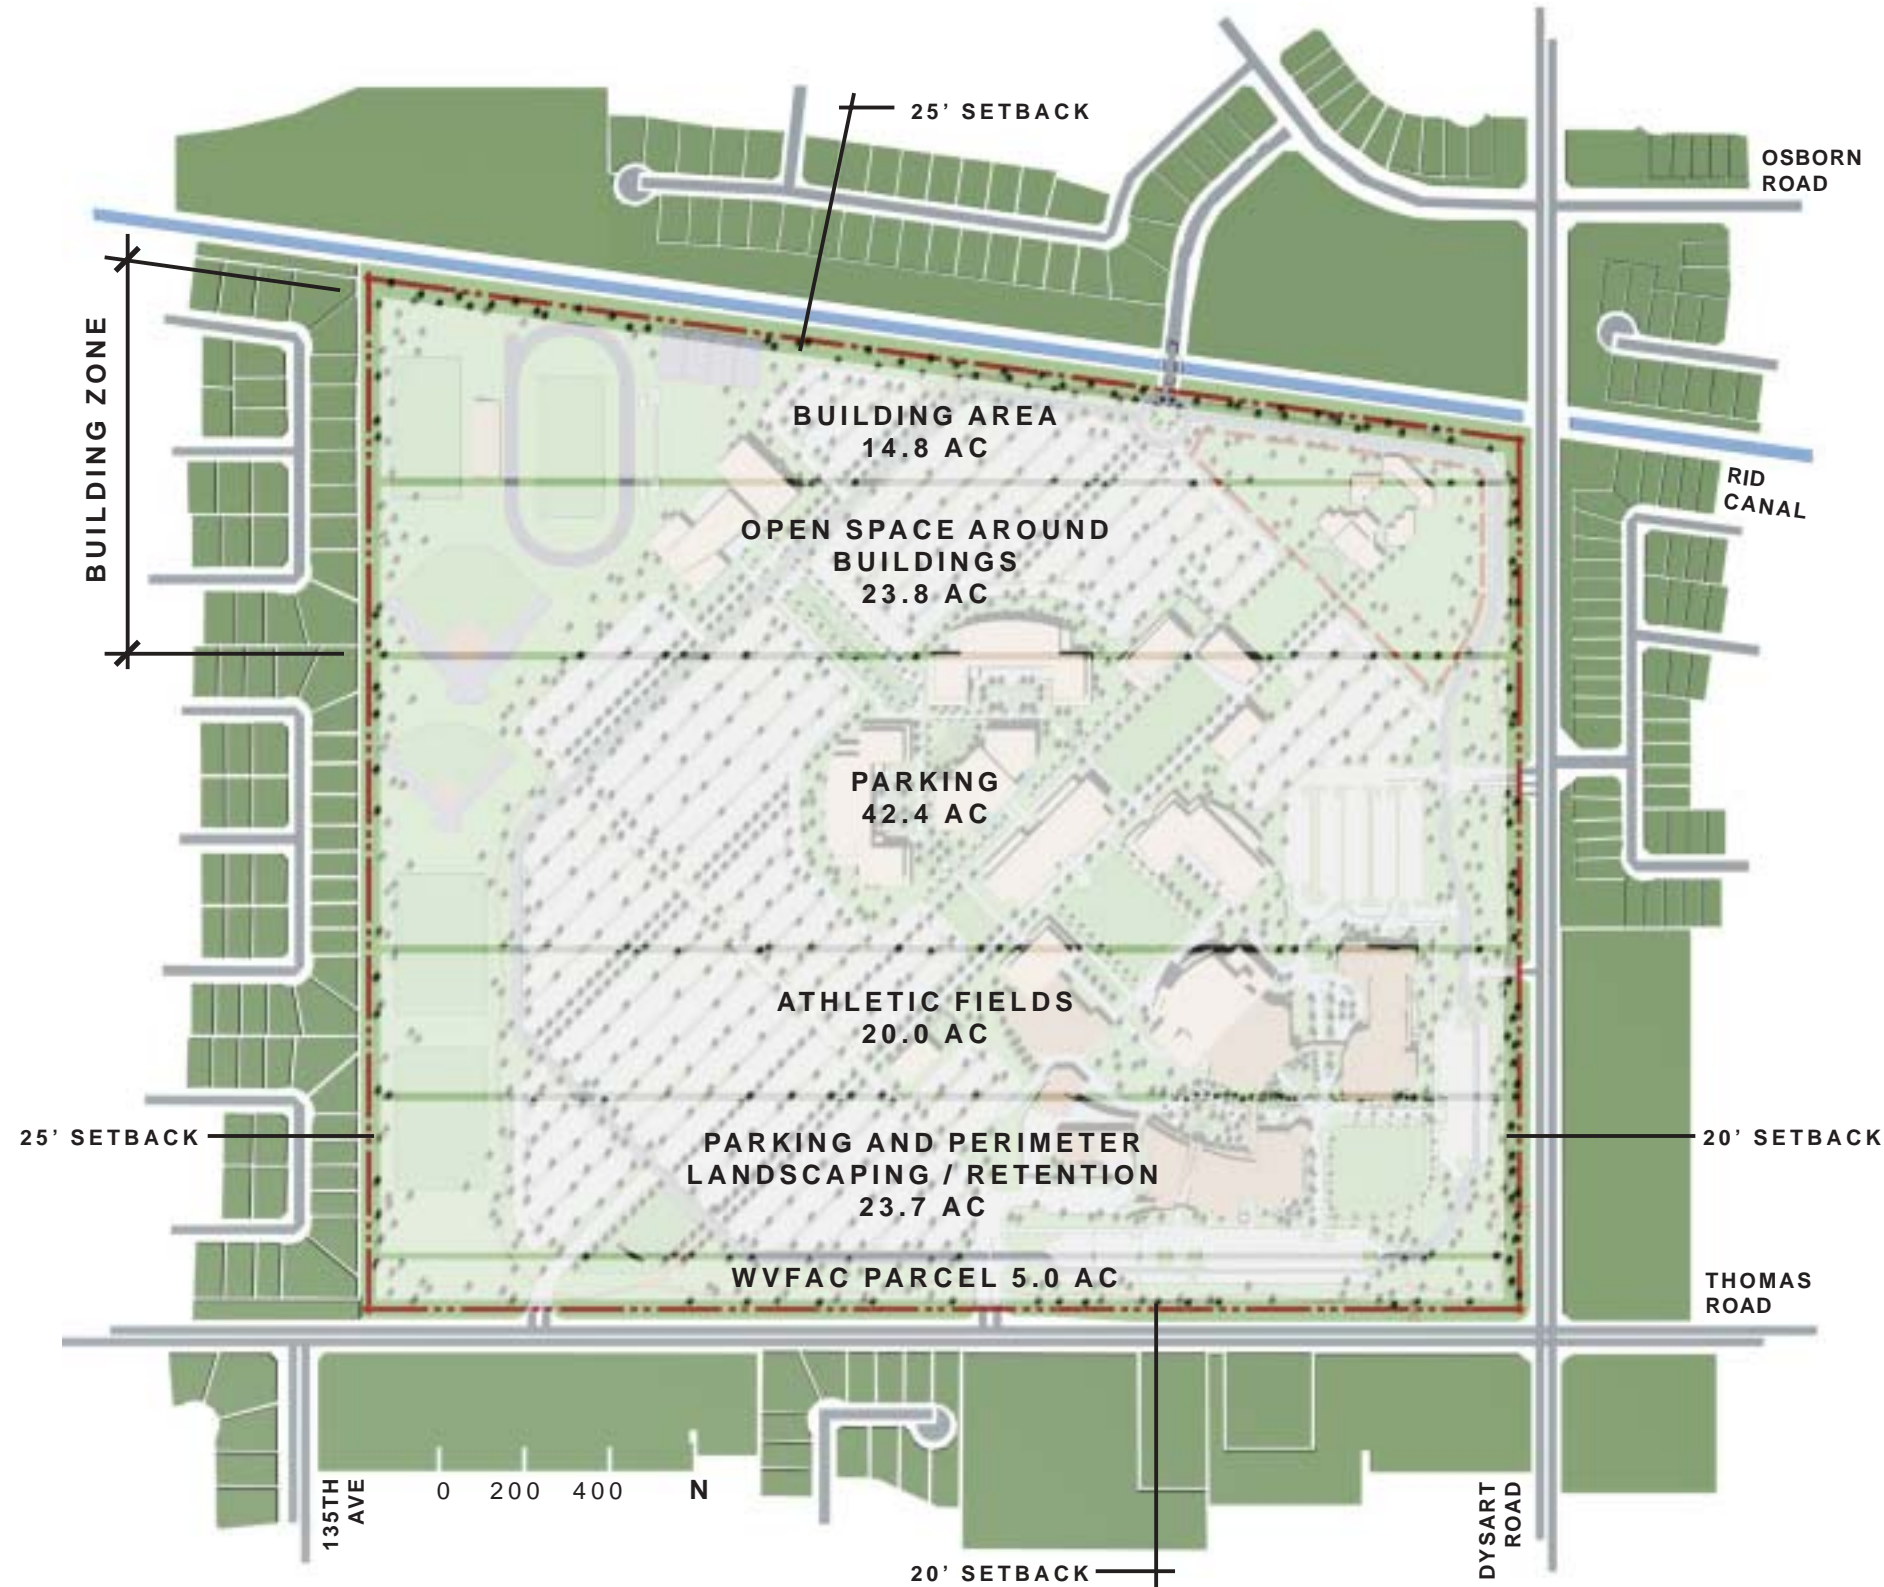 25' SETBACK
OSBORN
ROAD
BUILDING ZONE
BUILDING AREA
14.8 AC
RID
CANAL
OPEN SPACE AROUND
BUILDINGS
23.8 AC
PARKING
42.4 AC
ATHLETIC FIELDS
20.0 AC
25' SETBACK
PARKING AND PERIMETER
LANDSCAPING / RETENTION
23.7 AC
20' SETBACK
WVFAC PARCEL 5.0 AC
THOMAS
ROAD
135TH
AVE
0 200 400 N
DYSART
ROAD
20' SETBACK